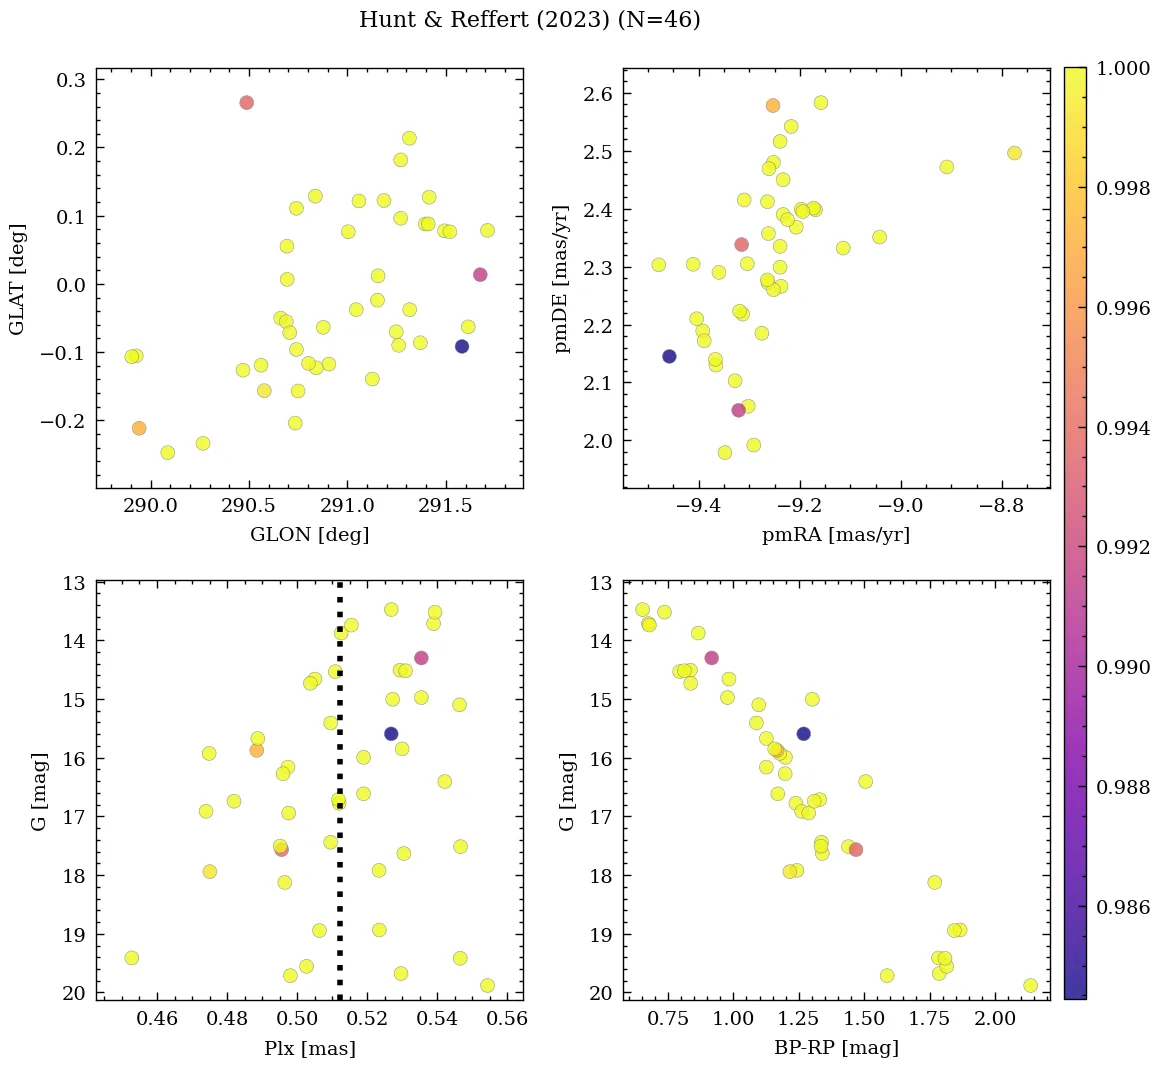 Hunt & Reffert (2023) (N=46)
0.3
0.2
0.1
0.0
−0.1
−0.2
GLAT [deg]
290.0 290.5 291.0 291.5
GLON [deg]
2.6
2.5
2.4
2.3
2.2
2.1
2.0
pmDE [mas/yr]
−9.4 −9.2 −9.0 −8.8
pmRA [mas/yr]
1.000
0.998
0.996
0.994
0.992
0.990
0.988
0.986
13
14
15
16
17
18
19
20
G [mag]
0.46 0.48 0.50 0.52 0.54 0.56
Plx [mas]
13
14
15
16
17
18
19
20
G [mag]
0.75 1.00 1.25 1.50 1.75 2.00
BP-RP [mag]